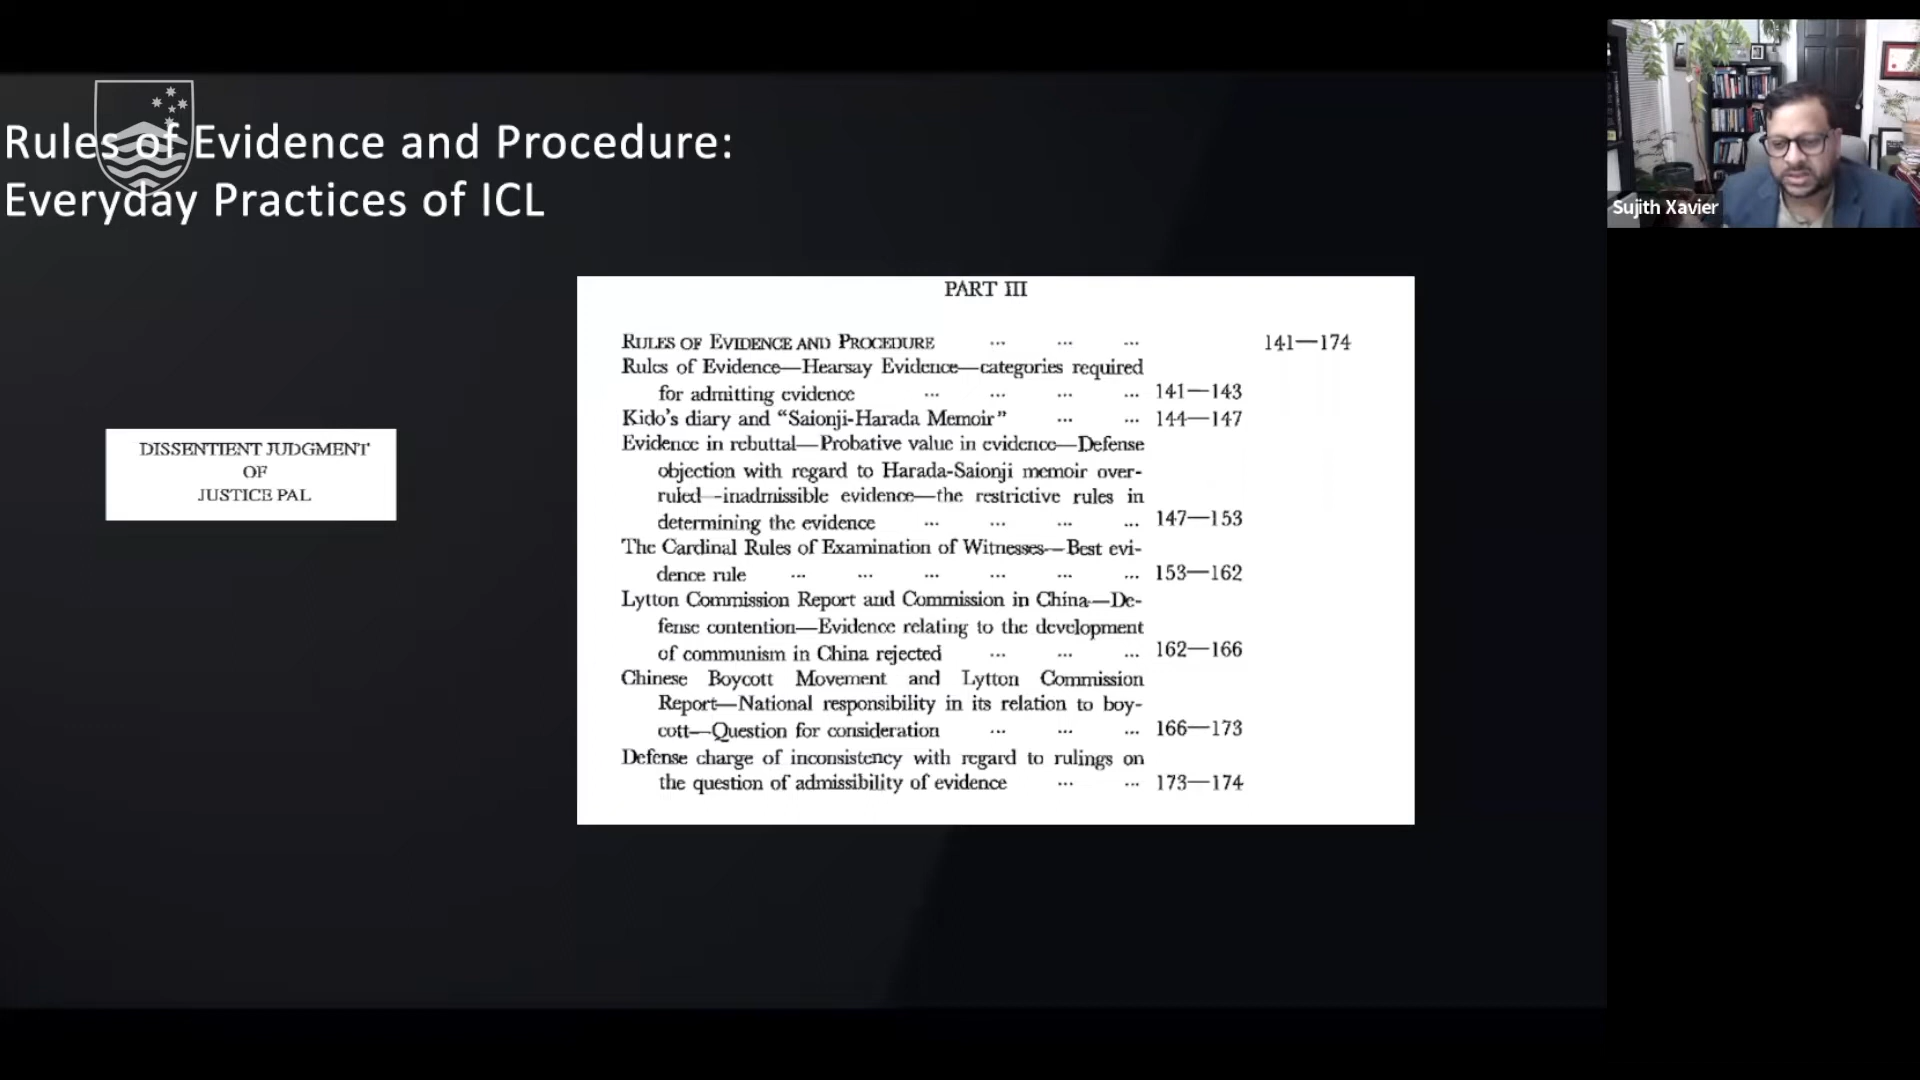 Rules of Evidence and Procedure:
Everyday Practices of ICL
DISSENTIENT JUDGMENT
OF
JUSTICE PAL
PART III
RULES OF EVIDENCE AND PROCEDURE ... ... ... 141—174
Rules of Evidence—Hearsay Evidence—categories required
for admitting evidence ... ... ... ... 141—143
Kido's diary and "Saionji-Harada Memoir" ... ... 144—147
Evidence in rebuttal—Probative value in evidence—Defense
objection with regard to Harada-Saionji memoir over-
ruled—inadmissible evidence—the restrictive rules in
determining the evidence ... ... ... ... 147—153
The Cardinal Rules of Examination of Witnesses—Best evi-
dence rule ... ... ... ... ... ... 153—162
Lytton Commission Report and Commission in China—De-
fense contention—Evidence relating to the development
of communism in China rejected ... ... ... 162—166
Chinese Boycott Movement and Lytton Commission
Report—National responsibility in its relation to boy-
cott—Question for consideration ... ... ... 166—173
Defense charge of inconsistency with regard to rulings on
the question of admissibility of evidence ... ... 173—174
Sujith Xavier